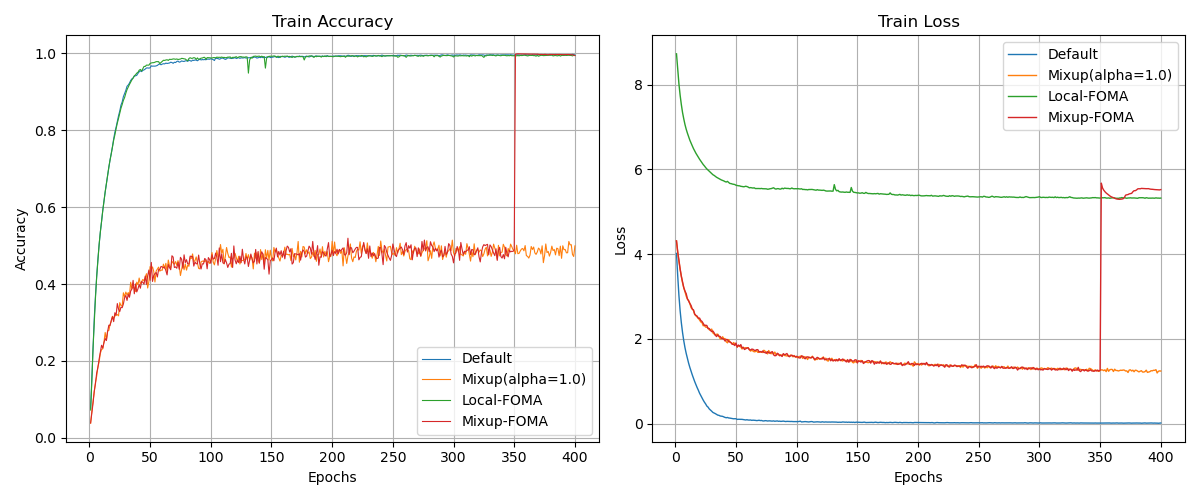 Train Accuracy
Accuracy
1.0
0.8
0.6
0.4
0.2
0.0
0 50 100 150 200 250 300 350 400
Epochs
Default
Mixup(alpha=1.0)
Local-FOMA
Mixup-FOMA
Train Loss
Loss
8
6
4
2
0
0 50 100 150 200 250 300 350 400
Epochs
Default
Mixup(alpha=1.0)
Local-FOMA
Mixup-FOMA